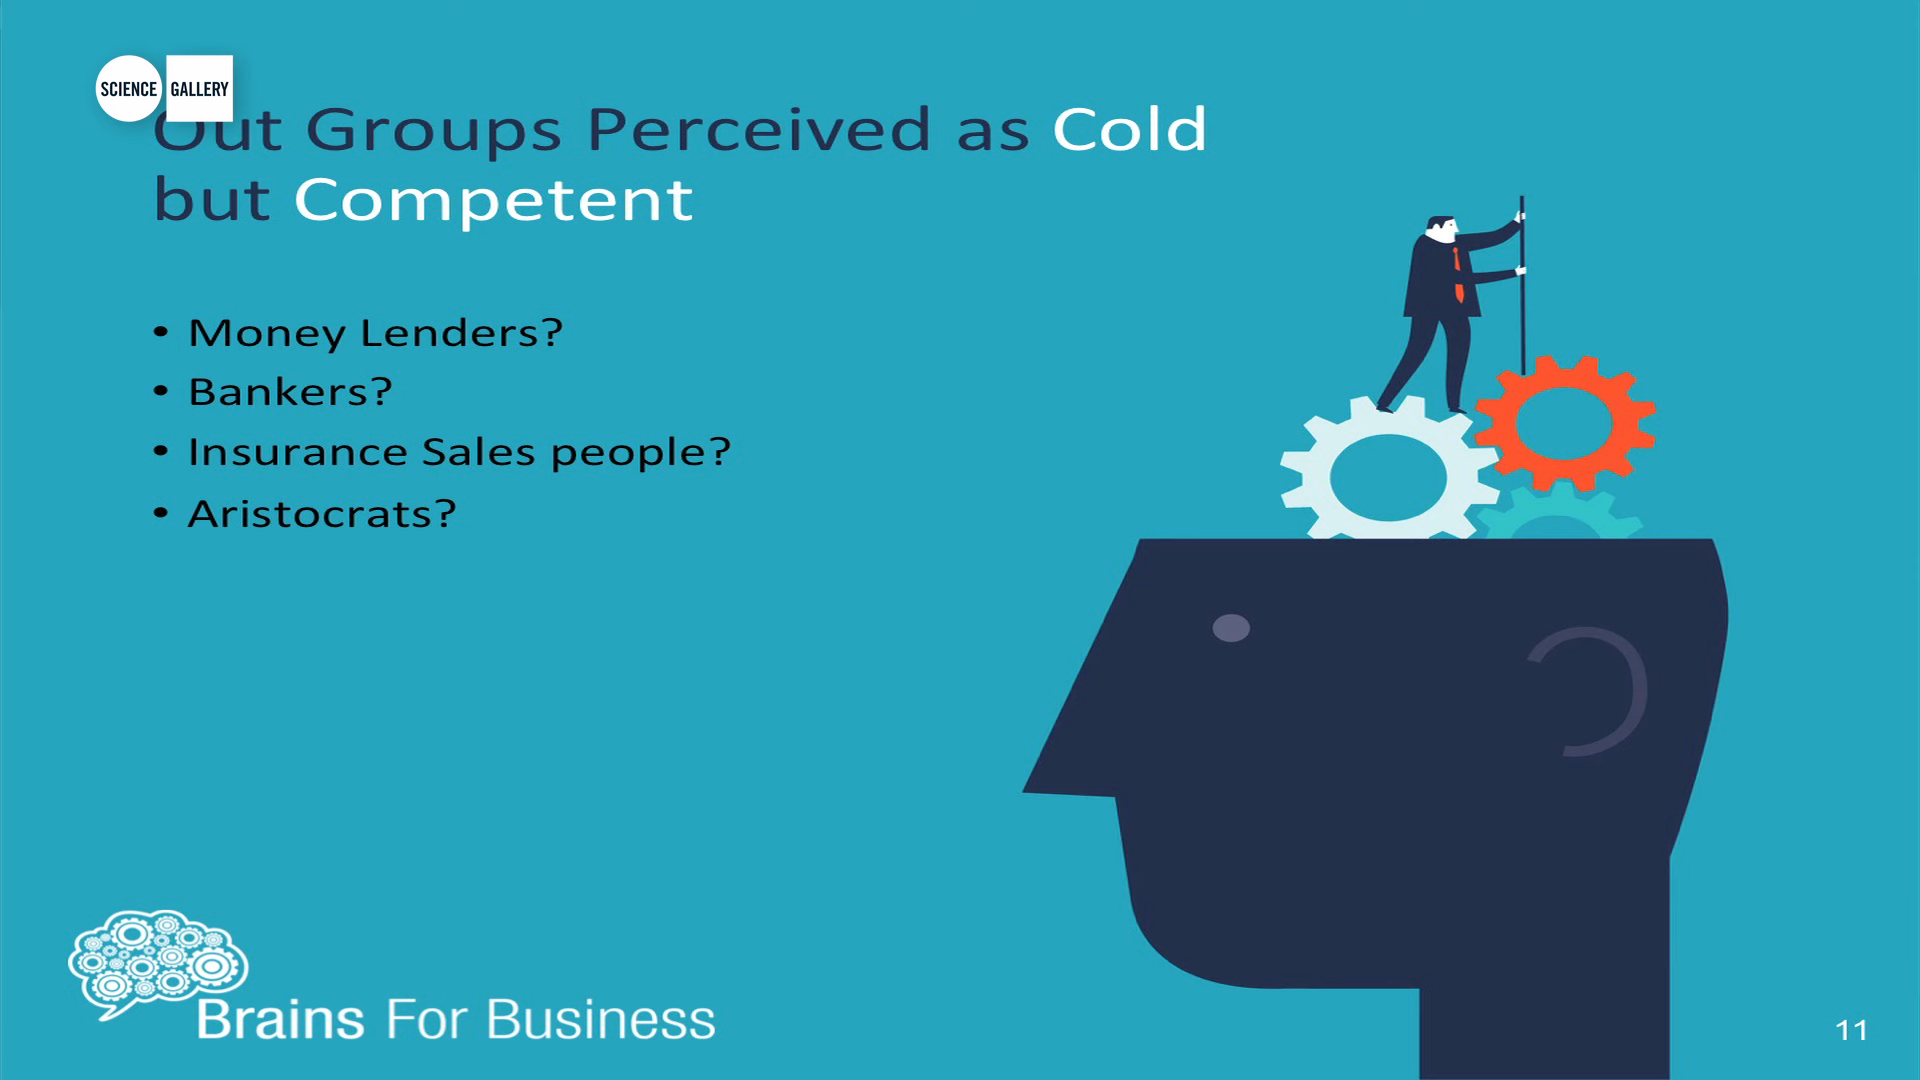 SCIENCE GALLERY
Out Groups Perceived as Cold
but Competent
• Money Lenders?
• Bankers?
• Insurance Sales people?
• Aristocrats?
Brains For Business
11